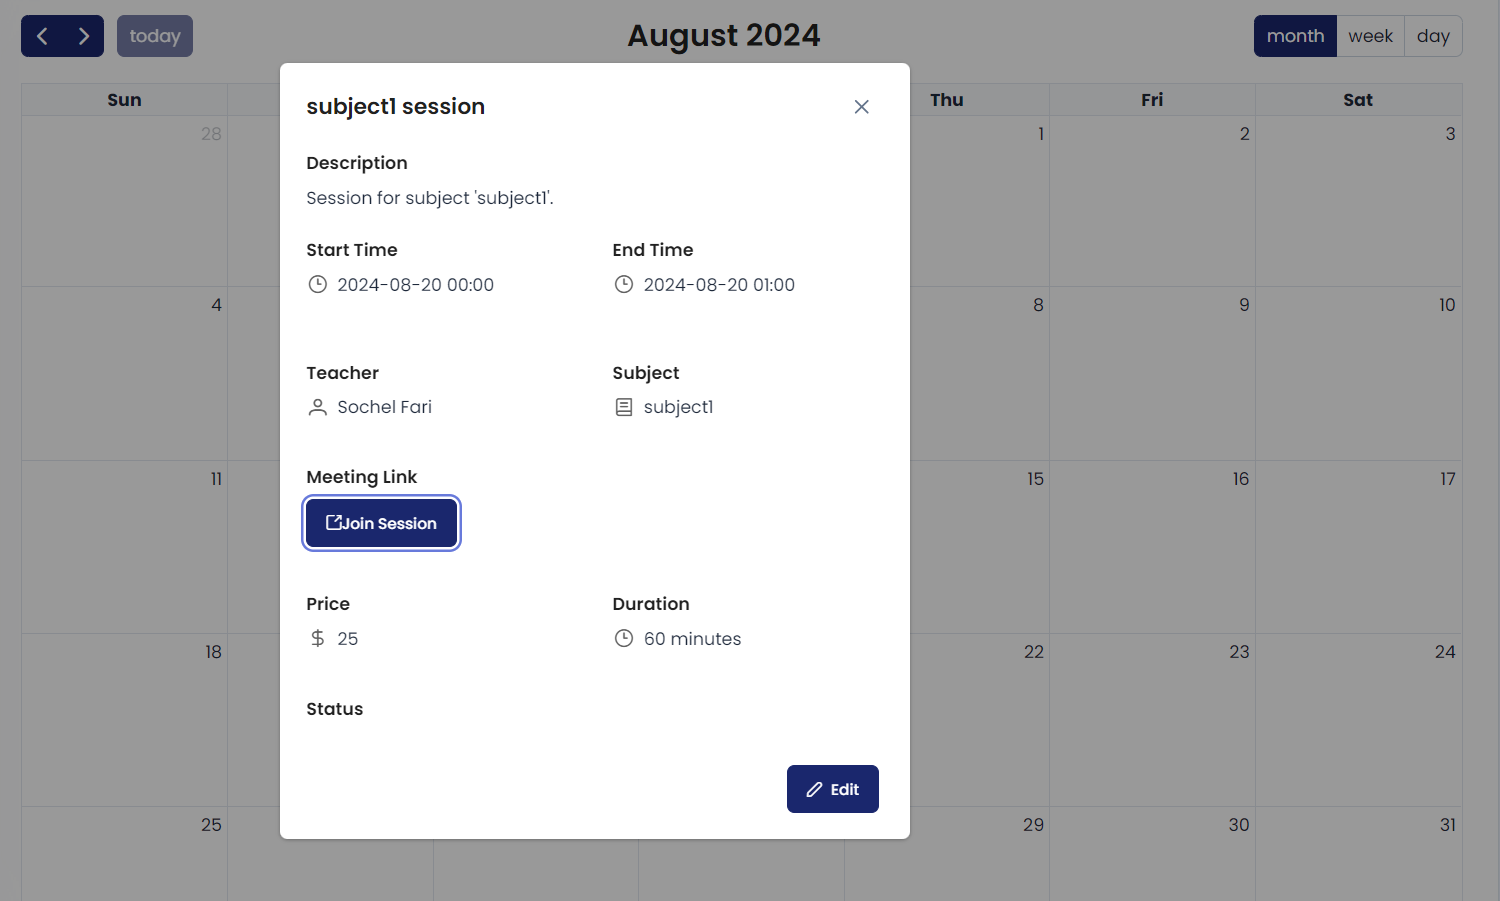 today
August 2024
month week day
Sun Thu Fri Sat
28 1 2 3
subject1 session
Description
Session for subject 'subject1'.
Start Time End Time
2024-08-20 00:00 2024-08-20 01:00
4 8 9 10
Teacher Subject
Sochel Fari subject1
Meeting Link
11 15 16 17
Join Session
Price Duration
$ 25 60 minutes
18 22 23 24
Status
Edit
25 29 30 31